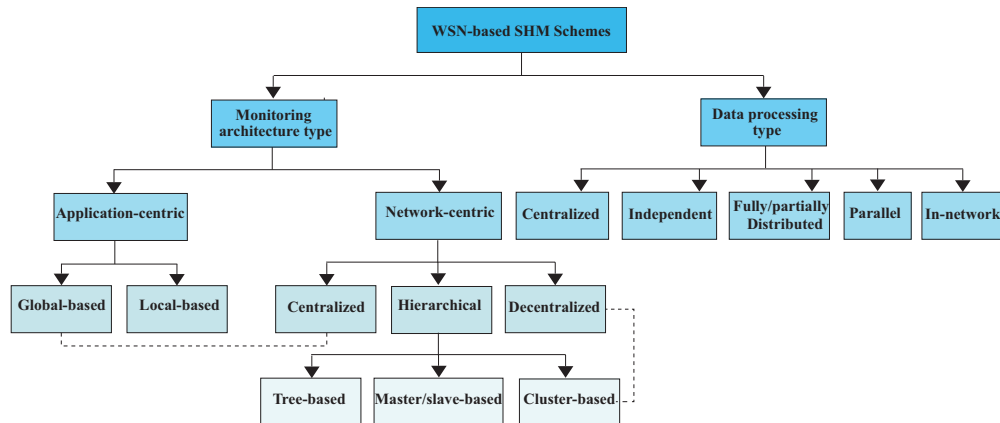 WSN-based SHM Schemes
Monitoring
architecture type
Data processing
type
Application-centric
Network-centric
Centralized
Independent
Fully/partially
Distributed
Parallel
In-network
Global-based
Local-based
Centralized
Hierarchical
Decentralized
Tree-based
Master/slave-based
Cluster-based